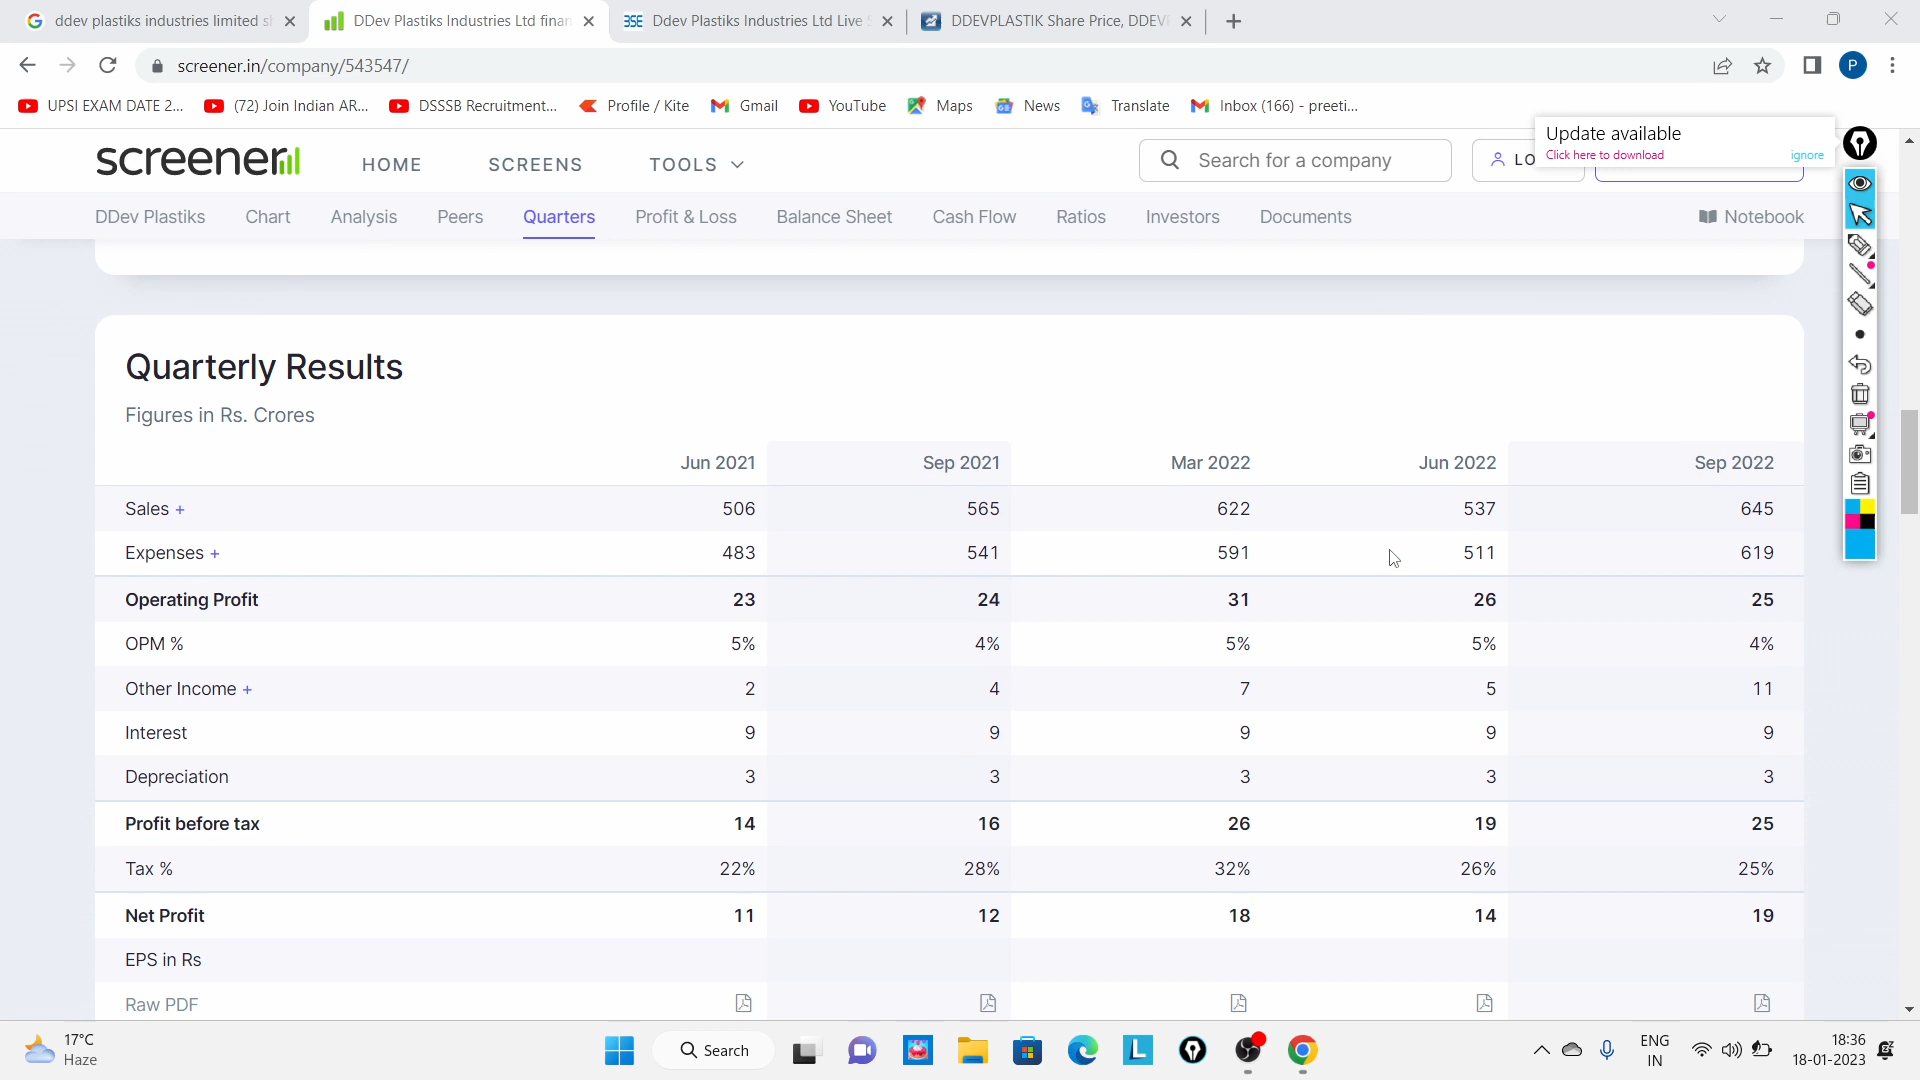 ddev plastiks industries limited s
DDev Plastiks Industries Ltd finan
BSE Ddev Plastiks Industries Ltd Live S
DDEVPLASTIK Share Price, DDEVP
screener.in/company/543547/
P
UPSI EXAM DATE 2...
(72) Join Indian AR...
DSSSB Recruitment...
Profile / Kite
Gmail
YouTube
Maps
News
Translate
Inbox (166) - preeti...
Update available
Click here to download ignore
screener
HOME SCREENS TOOLS
Search for a company
LO
DDev Plastiks Chart Analysis Peers Quarters Profit & Loss Balance Sheet Cash Flow Ratios Investors Documents Notebook
Quarterly Results
Figures in Rs. Crores
Jun 2021 Sep 2021 Mar 2022 Jun 2022 Sep 2022
Sales + 506 565 622 537 645
Expenses + 483 541 591 511 619
Operating Profit 23 24 31 26 25
OPM % 5% 4% 5% 5% 4%
Other Income + 2 4 7 5 11
Interest 9 9 9 9 9
Depreciation 3 3 3 3 3
Profit before tax 14 16 26 19 25
Tax % 22% 28% 32% 26% 25%
Net Profit 11 12 18 14 19
EPS in Rs
Raw PDF
17°C
Haze
Search
L
ENG
IN
18:36
18-01-2023